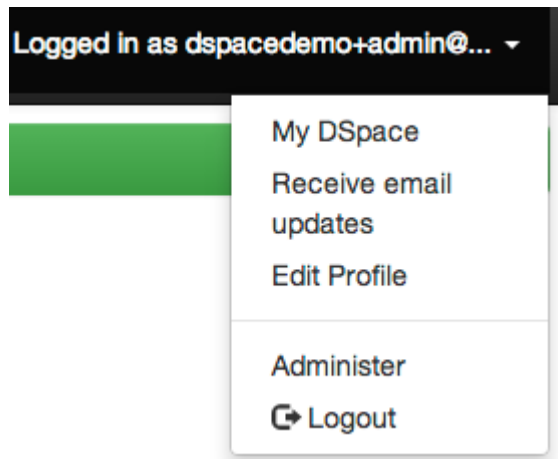 Logged in as dspacedemo+admin@...
My DSpace
Receive email
updates
Edit Profile
Administer
Logout